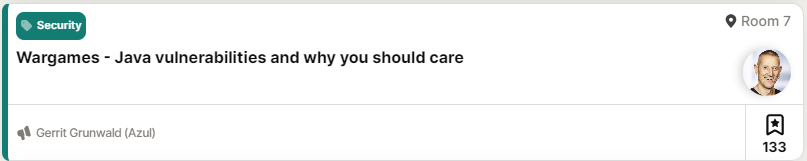 Security
Room 7
Wargames - Java vulnerabilities and why you should care
Gerrit Grunwald (Azul)
133